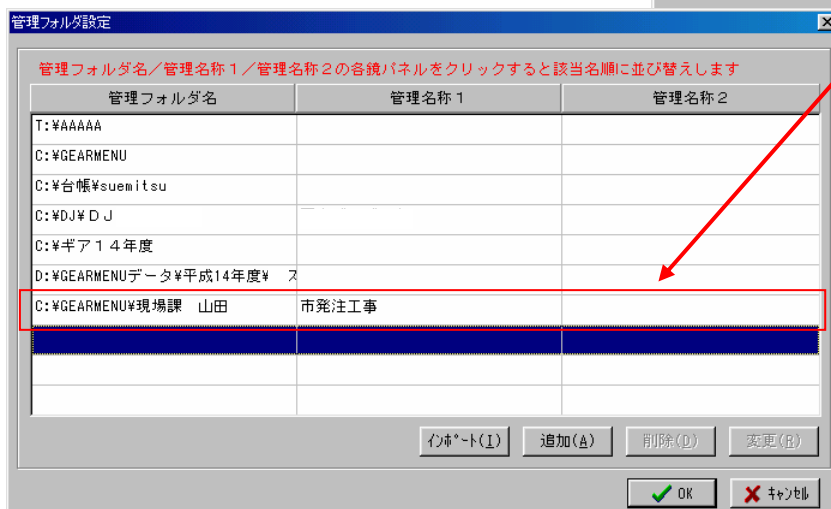 管理フォルダ設定
管理フォルダ名／管理名称１／管理名称２の各鏡パネルをクリックすると該当名順に並び替えします
管理フォルダ名 管理名称１ 管理名称２
T:¥AAAAA
C:¥GEARMENU
C:¥台帳¥suemitsu
C:¥DJ¥ＤＪ
C:¥ギア１４年度
D:¥GEARMENUデータ¥平成14年度¥　ス
C:¥GEARMENU¥現場課　山田 市発注工事
ｲﾝﾎﾟｰﾄ(I) 追加(A) 削除(D) 変更(R)
OK ｷｬﾝｾﾙ